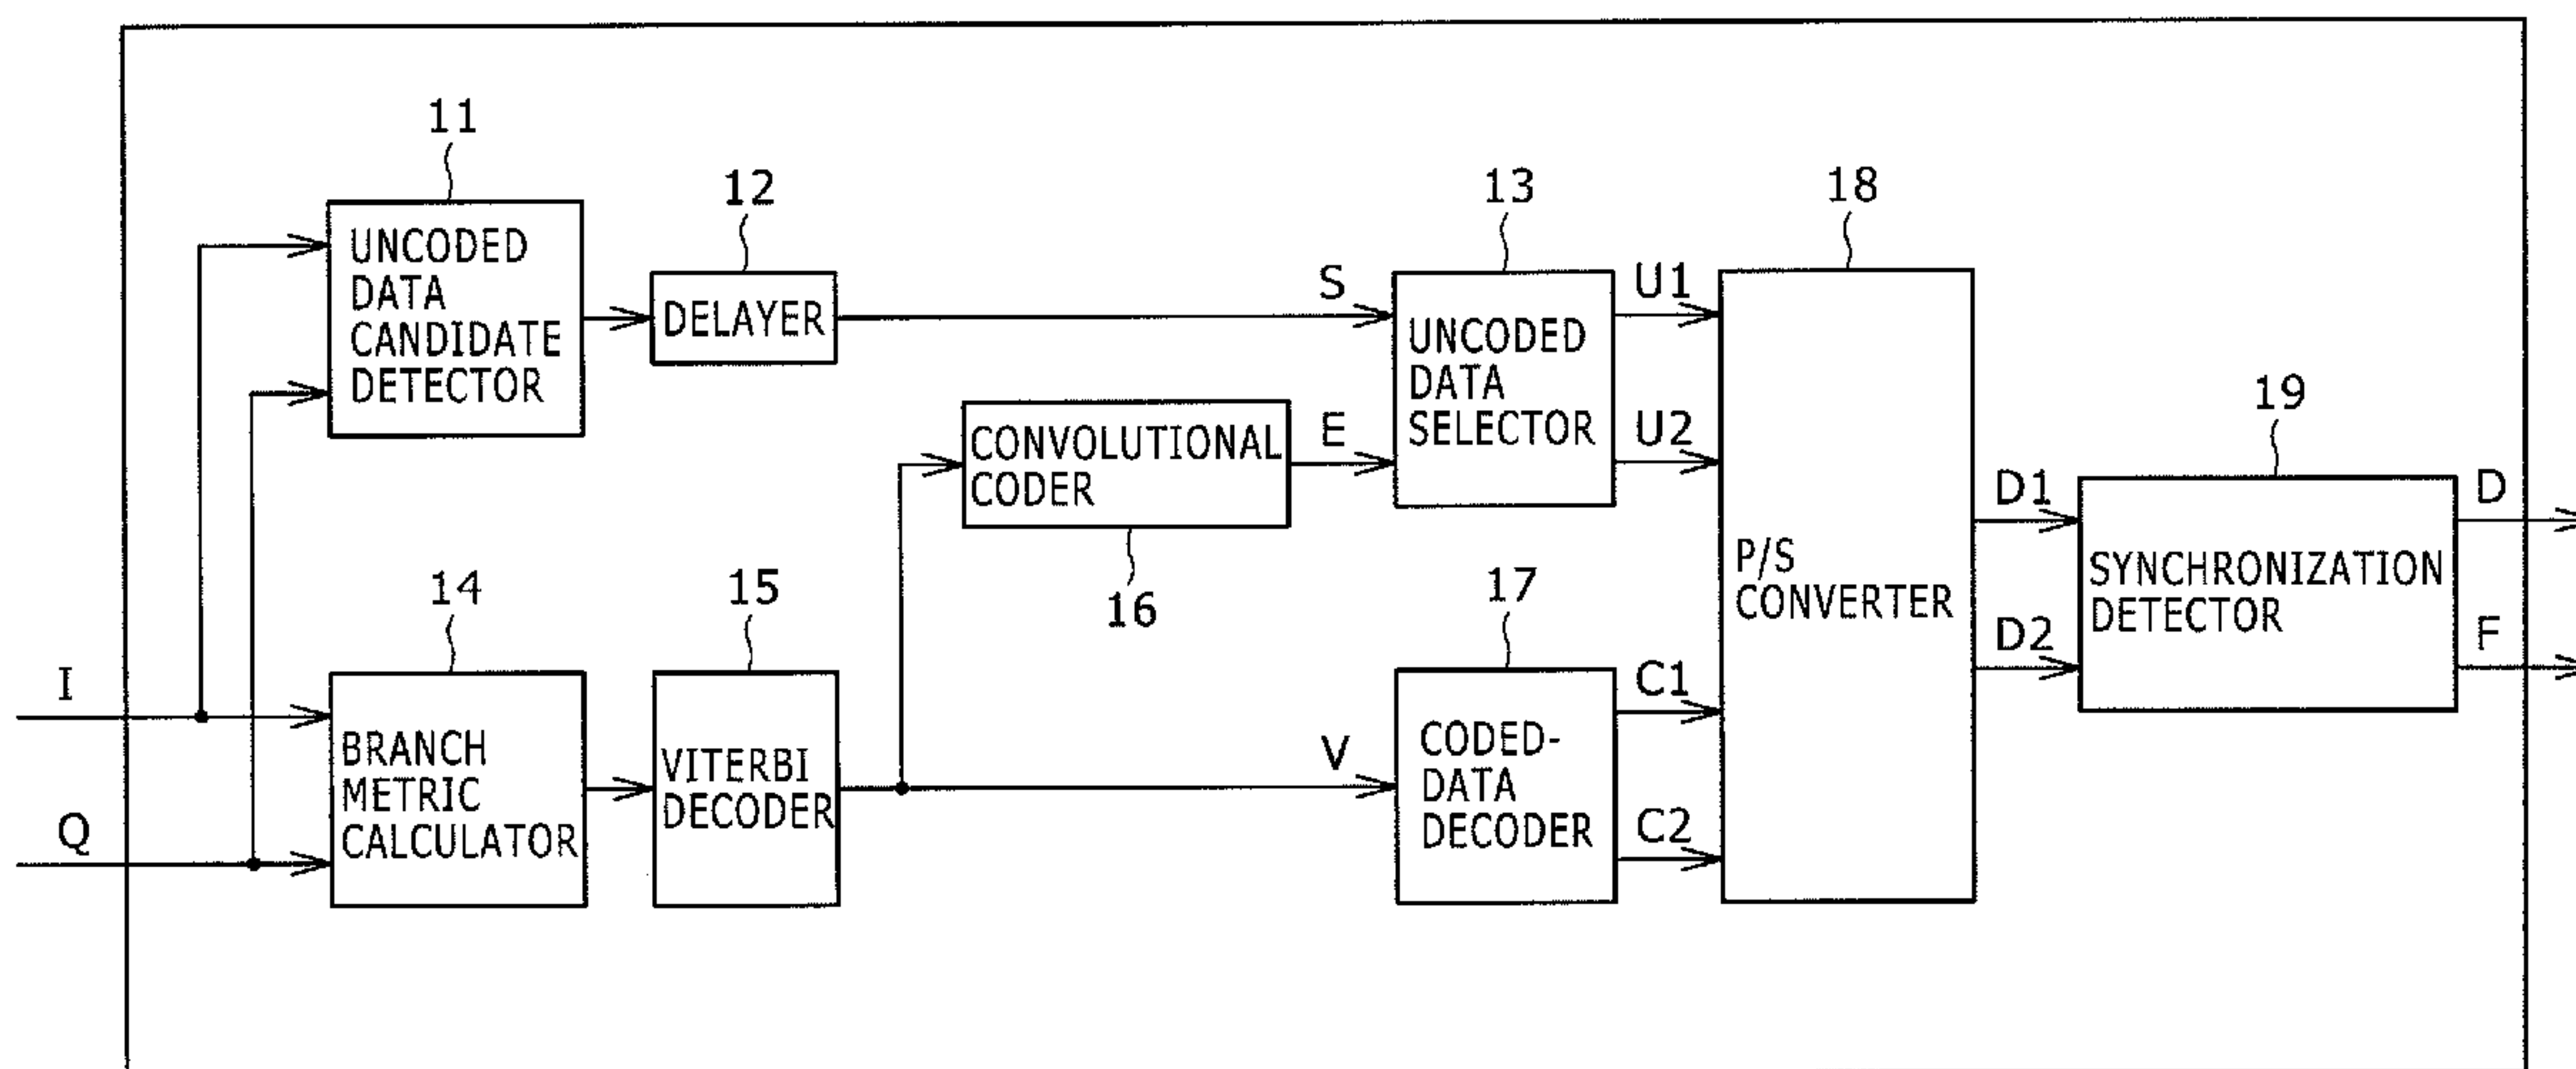 11
UNCODED
DATA
CANDIDATE
DETECTOR
12
DELAYER
S
13
UNCODED
DATA
SELECTOR
U1
U2
18
P/S
CONVERTER
CONVOLUTIONAL
CODER
16
E
19
SYNCHRONIZATION
DETECTOR
D1
D2
D
F
I
Q
14
BRANCH
METRIC
CALCULATOR
15
VITERBI
DECODER
V
17
CODED-
DATA
DECODER
C1
C2